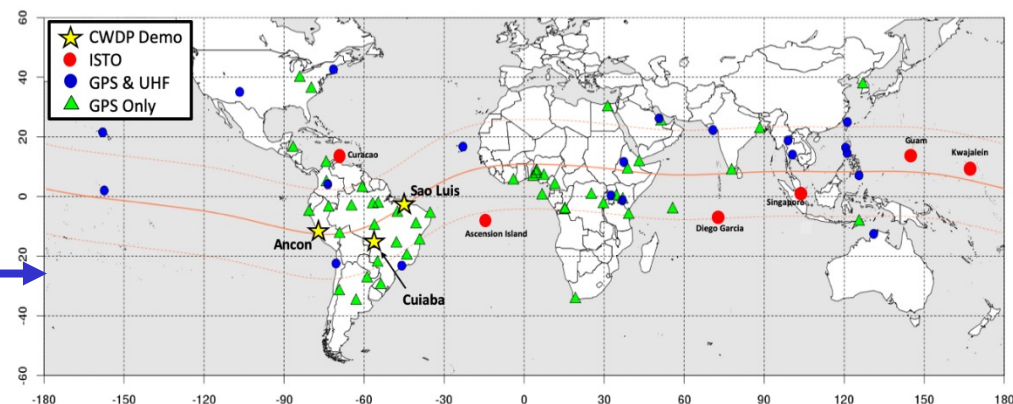 CWDP Demo
ISTO
GPS & UHF
GPS Only
60
40
20
0
-20
-40
-60
Curacao
Sao Luis
Ancon
Cuiaba
Ascension Island
Diego Garcia
Singapore
Guam
Kwajalein
-180 -150 -120 -90 -60 -30 0 30 60 90 120 150 180